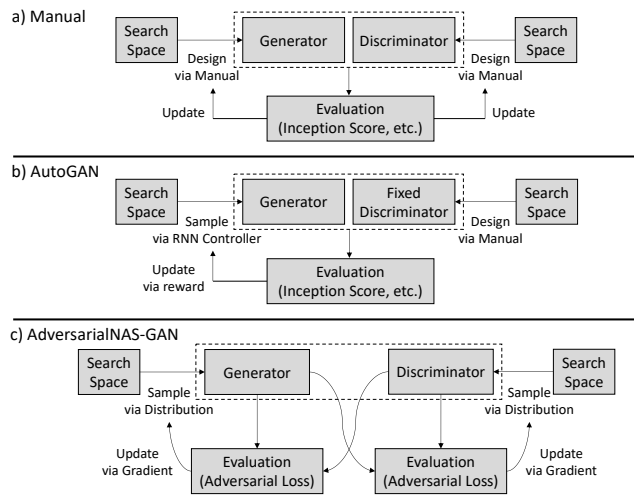 a) Manual
Search
Space
Generator
Discriminator
Search
Space
Design
via Manual
Design
via Manual
Update
Evaluation
(Inception Score, etc.)
Update
b) AutoGAN
Search
Space
Generator
Fixed
Discriminator
Search
Space
Sample
via RNN Controller
Design
via Manual
Update
via reward
Evaluation
(Inception Score, etc.)
c) AdversarialNAS-GAN
Search
Space
Generator
Discriminator
Search
Space
Sample
via Distribution
Sample
via Distribution
Update
via Gradient
Evaluation
(Adversarial Loss)
Evaluation
(Adversarial Loss)
Update
via Gradient